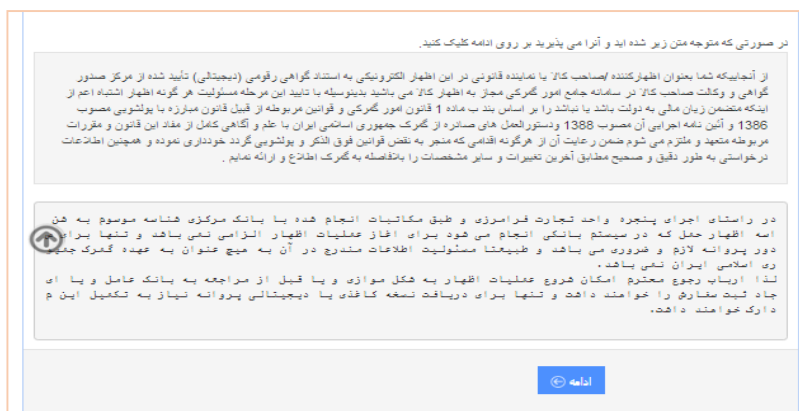 در صورتی که متوجه متن زیر شده اید و آنرا می پذیرید بر روی ادامه کلیک کنید.
از آنجاییکه شما بعنوان اظهارکننده /صاحب کالا یا نماینده قانونی در این اظهار الکترونیکی به استناد گواهی رقومی (دیجیتالی) تأیید شده از مرکز صدور
گواهی و وکالت صاحب کالا در سامانه جامع امور گمرکی مجاز به اظهار کالا می باشید بدینوسیله با تایید این مرحله مسئولیت هر گونه اظهار اشتباه اعم از
اینکه متضمن زیان مالی به دولت باشد یا نباشد را بر اساس بند ب ماده 1 قانون امور گمرکی و قوانین مربوطه از قبیل قانون مبارزه با پولشویی مصوب
1386 و آئین نامه اجرایی آن مصوب 1388 ودستورالعمل های صادره از گمرک جمهوری اسلامی ایران با علم و آگاهی کامل از مفاد این قانون و مقررات
مربوطه متعهد و ملتزم می شوم ضمن رعایت آن از هرگونه اقدامی که منجر به نقض قوانین فوق الذکر و پولشویی گردد خودداری نموده و همچنین اطلاعات
درخواستی به طور دقیق و صحیح مطابق آخرین تغییرات و سایر مشخصات را بلافاصله به گمرک اطلاع و ارائه نمایم .
در راستای اجرای پنجره واحد تجارت فرامرزی و طبق مکاتبات انجام شده با بانک مرکزی شناسه موسوم به شن
اسه اظهار حمل که در سیستم بانکی انجام می شود برای اغاز عملیات اظهار الزامی نمی باشد و تنها برای
دور پروانه لازم و ضروری می باشد و طبیعتا مسئولیت اطلاعات مندرج در آن به هیچ عنوان به عهده گمرک جمهو
ری اسلامی ایران نمی باشد.
لذا ارباب رجوع محترم امکان شروع عملیات اظهار به شکل موازی و یا قبل از مراجعه به بانک عامل و یا ای
جاد ثبت سفارش را خواهند داشت و تنها برای دریافت نسخه کاغذی یا دیجیتالی پروانه نیاز به تکمیل این م
دارک خواهند داشت.
ادامه